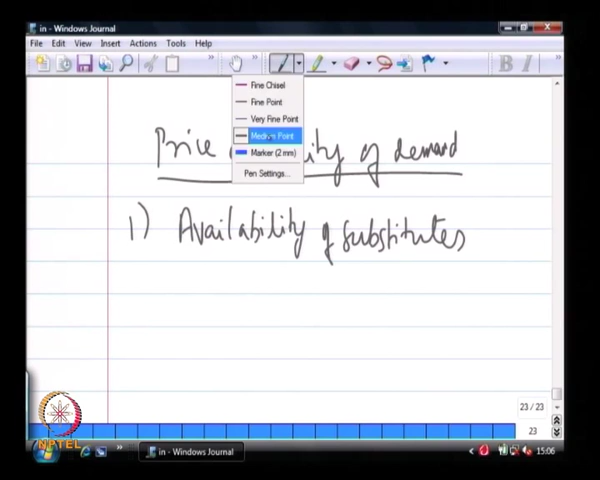 in - Windows Journal
File Edit View Insert Actions Tools Help
B I
Fine Chisel
Fine Point
Very Fine Point
Medium Point
Marker (2 mm)
Pen Settings...
Price of demand
1) Availability of substitutes
23 / 23
23
NPTEL
in - Windows Journal
15:06